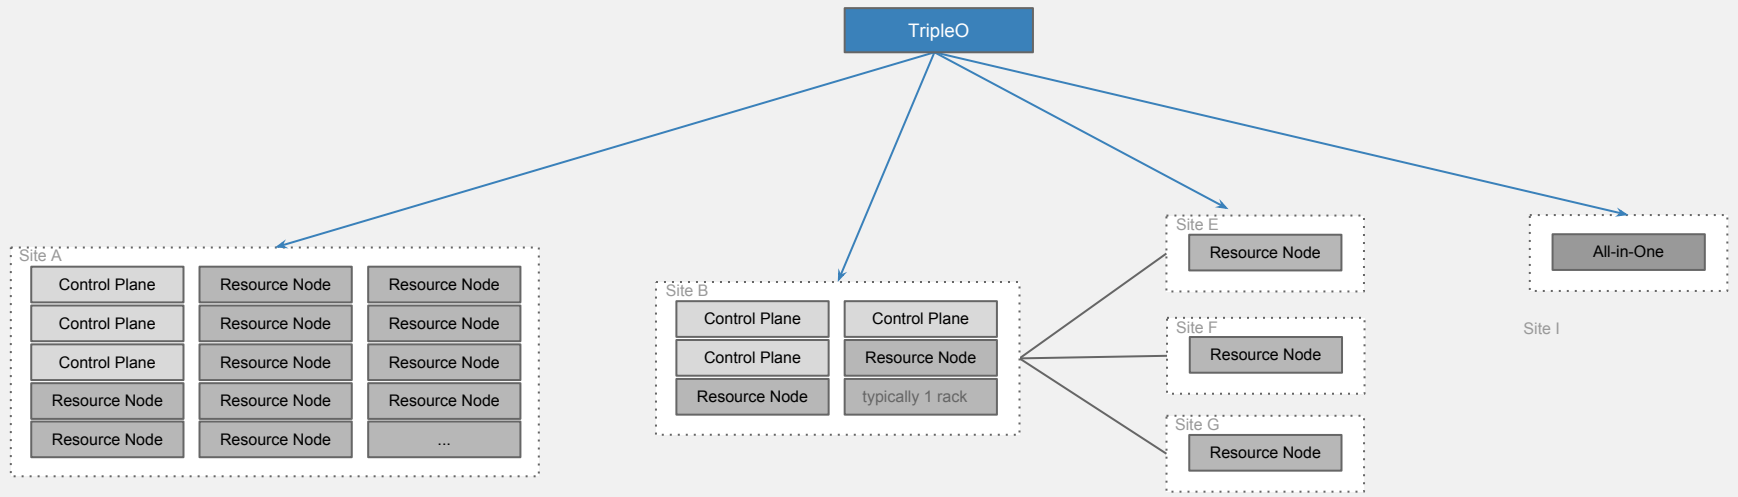 TripleO
Site A
Control Plane
Resource Node
Resource Node
Control Plane
Resource Node
Resource Node
Control Plane
Resource Node
Resource Node
Resource Node
Resource Node
Resource Node
Resource Node
Resource Node
...
Site B
Control Plane
Control Plane
Control Plane
Resource Node
Resource Node
typically 1 rack
Site E
Resource Node
Site F
Resource Node
Site G
Resource Node
All-in-One
Site I